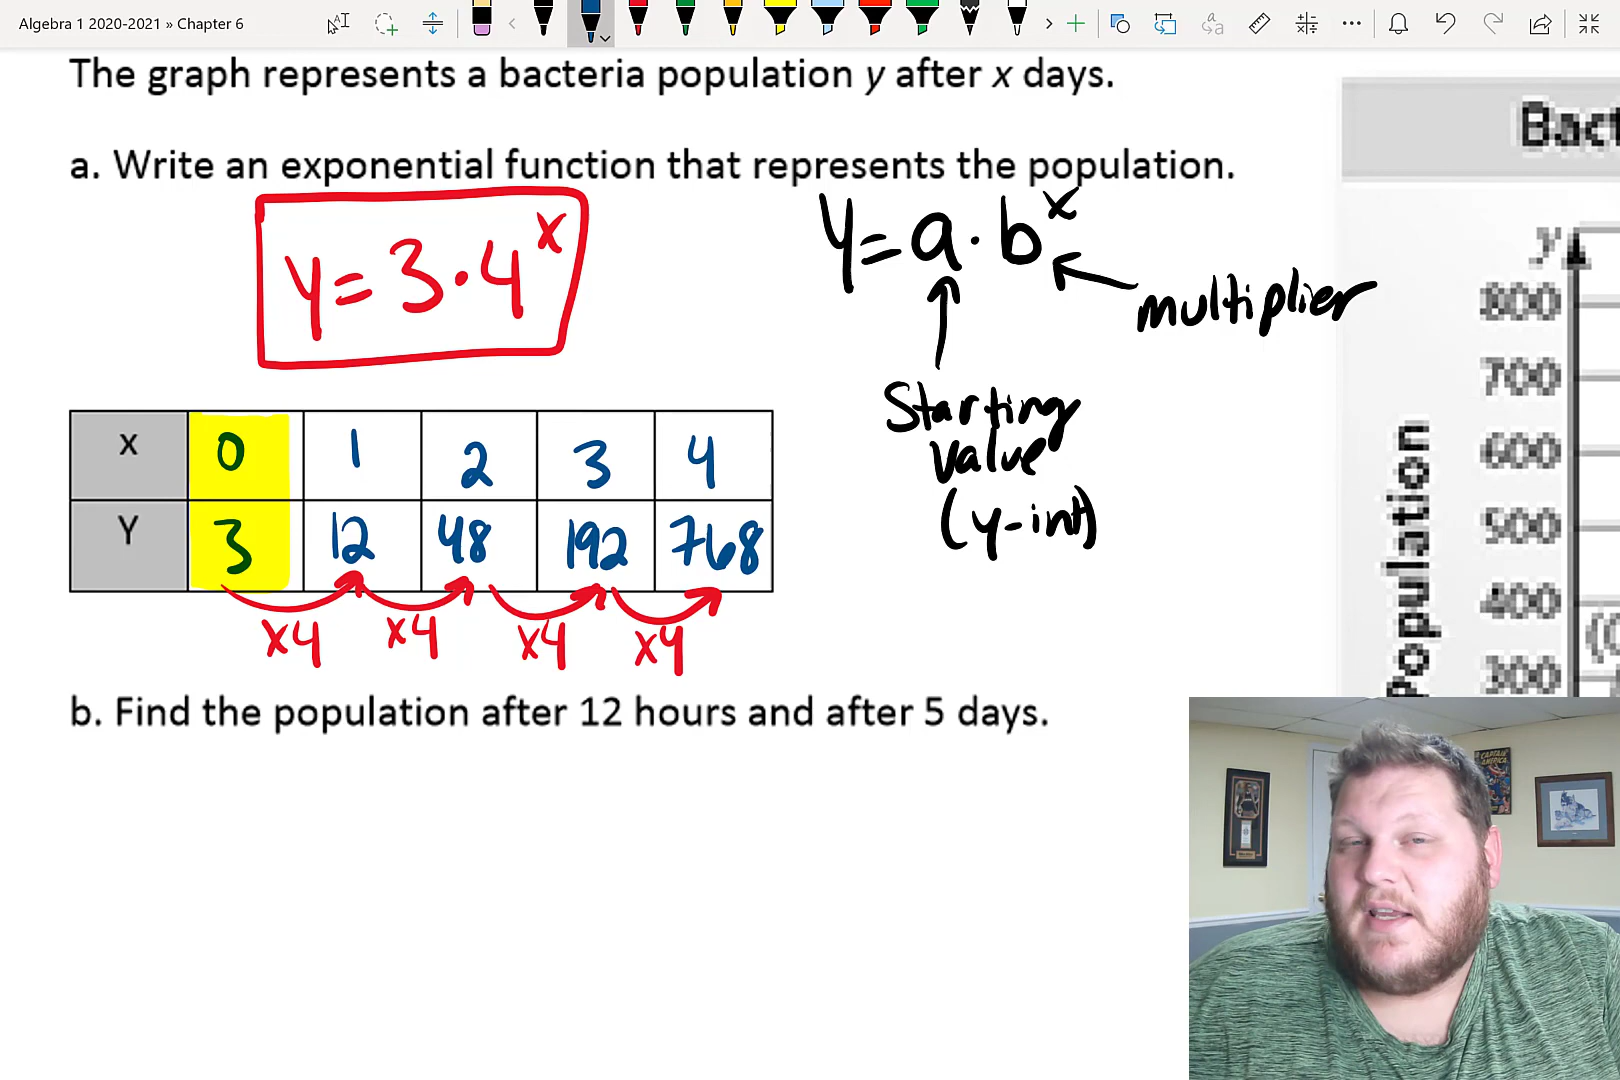 Algebra 1 2020-2021 » Chapter 6
The graph represents a bacteria population y after x days.
a. Write an exponential function that represents the population.
y = 3 · 4^x
y = a · b^x
multiplier
Starting
value
(y-int)
X 0 1 2 3 4
Y 3 12 48 192 768
x4 x4 x4 x4
b. Find the population after 12 hours and after 5 days.
y
800
700
600
500
400
300
Population
CAPTAIN AMERICA